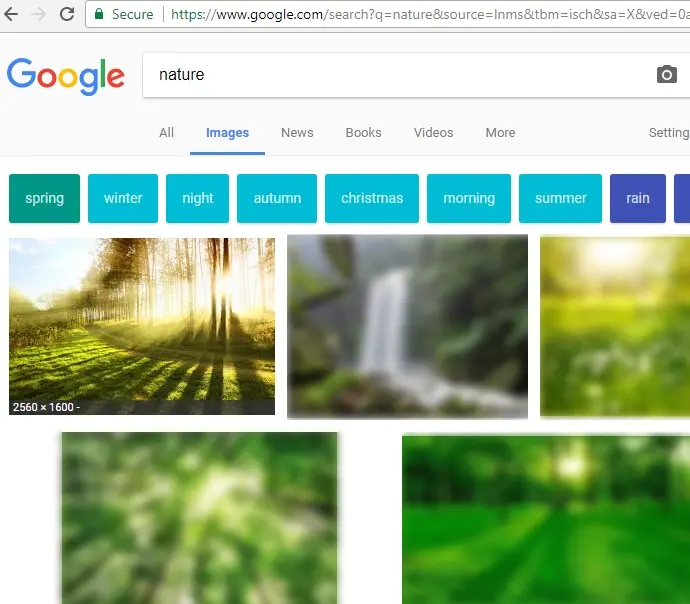 Secure https://www.google.com/search?q=nature&source=lnms&tbm=isch&sa=X&ved=0a
Google
nature
All Images News Books Videos More Setting
spring winter night autumn christmas morning summer rain
2560 × 1600 -